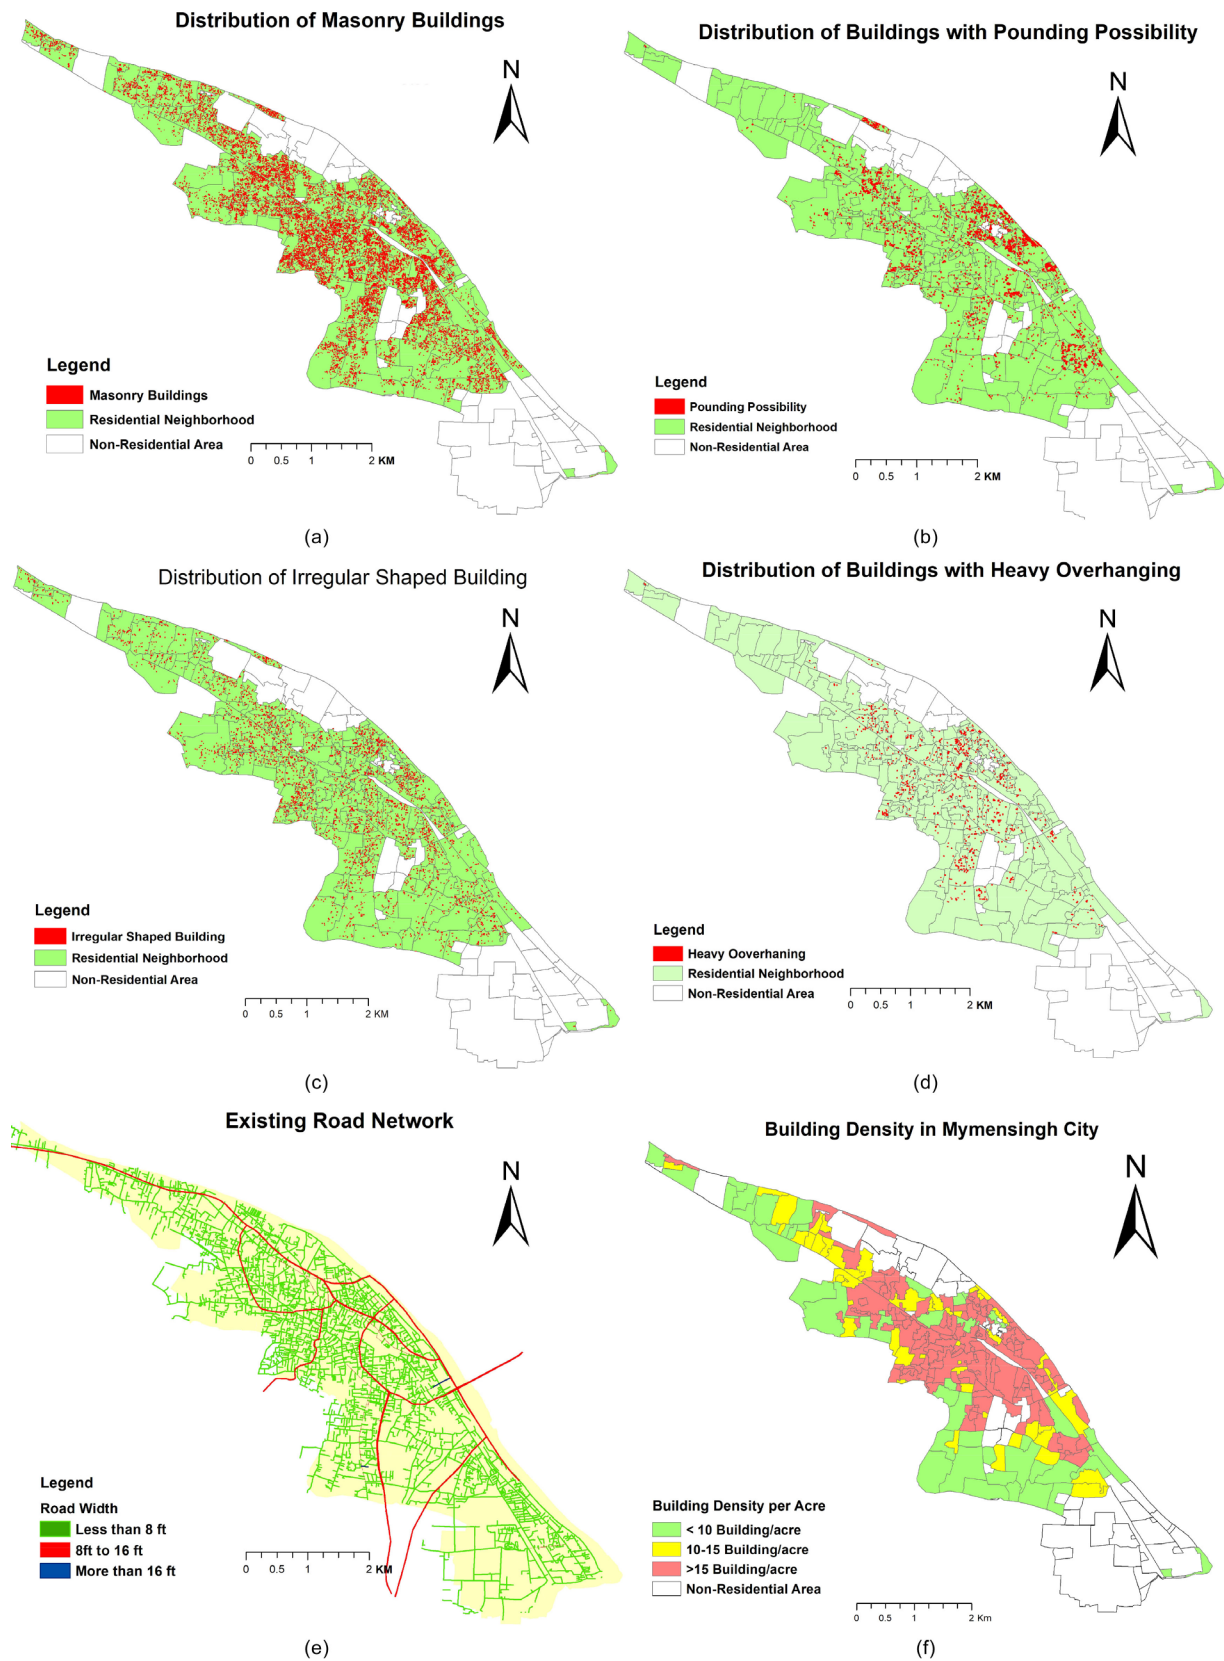 Distribution of Masonry Buildings
N
Legend
Masonry Buildings
Residential Neighborhood
Non-Residential Area
0 0.5 1 2 KM
(a)
Distribution of Buildings with Pounding Possibility
N
Legend
Pounding Possibility
Residential Neighborhood
Non-Residential Area
0 0.5 1 2 KM
(b)
Distribution of Irregular Shaped Building
N
Legend
Irregular Shaped Building
Residential Neighborhood
Non-Residential Area
0 0.5 1 2 KM
(c)
Distribution of Buildings with Heavy Overhanging
N
Legend
Heavy Ooverhaning
Residential Neighborhood
Non-Residential Area
0 0.5 1 2 KM
(d)
Existing Road Network
N
Legend
Road Width
Less than 8 ft
8ft to 16 ft
More than 16 ft
0 0.5 1 2 KM
(e)
Building Density in Mymensingh City
N
Building Density per Acre
< 10 Building/acre
10-15 Building/acre
>15 Building/acre
Non-Residential Area
0 0.5 1 2 Km
(f)